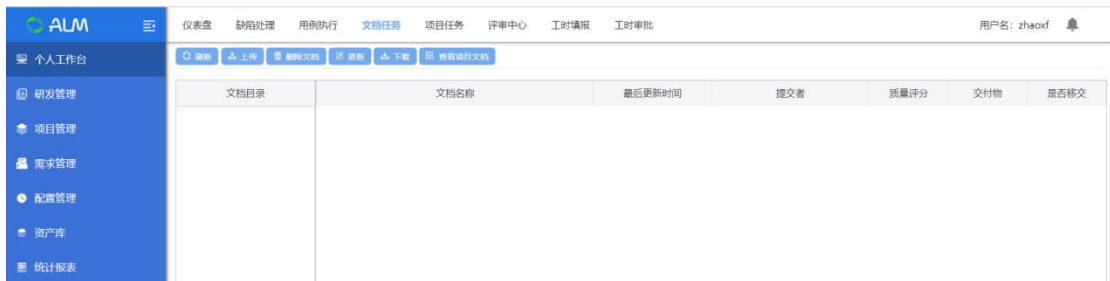 ALM
仪表盘 缺陷处理 用例执行 文档任务 项目任务 评审中心 工时填报 工时审批 用户名: zhaoxf
个人工作台
刷新 上传 删除文档 更新 下载 查看项目文档
研发管理
文档目录 文档名称 最后更新时间 提交者 质量评分 交付物 是否移交
项目管理
需求管理
配置管理
资产库
统计报表